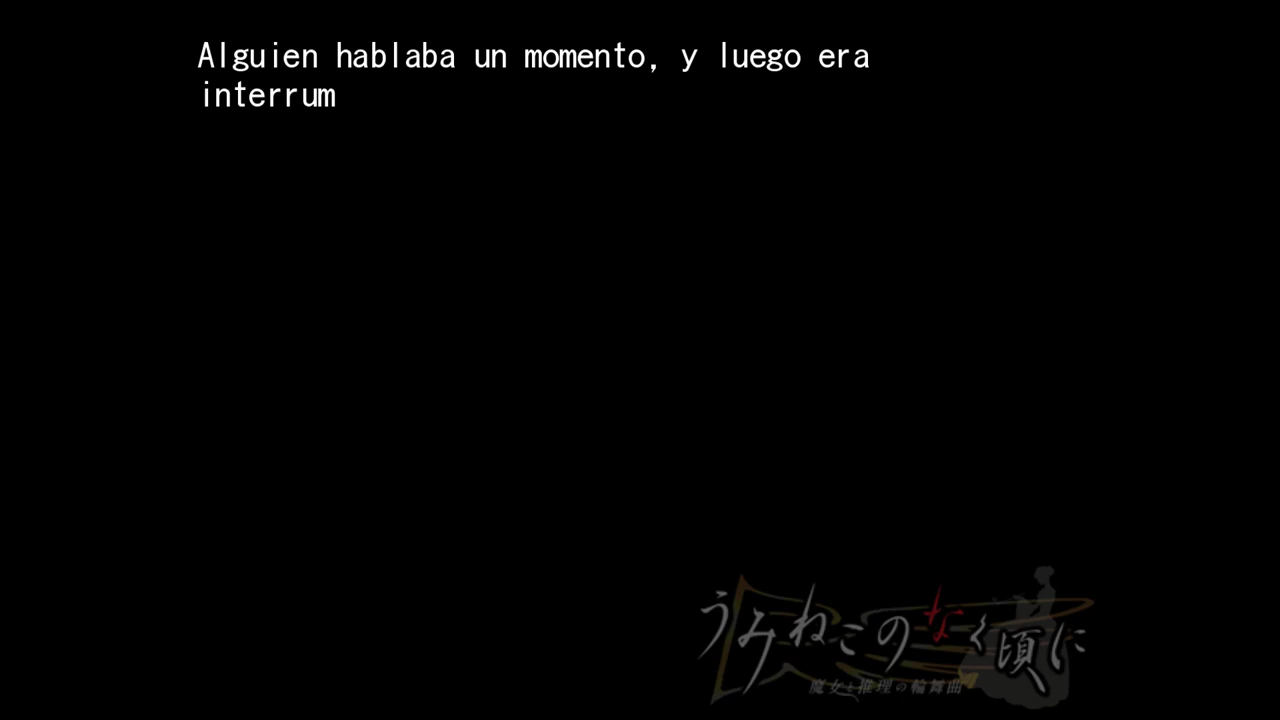 Alguien hablaba un momento, y luego era
interrum
うみねこのなく頃に
魔女と推理の輪舞曲